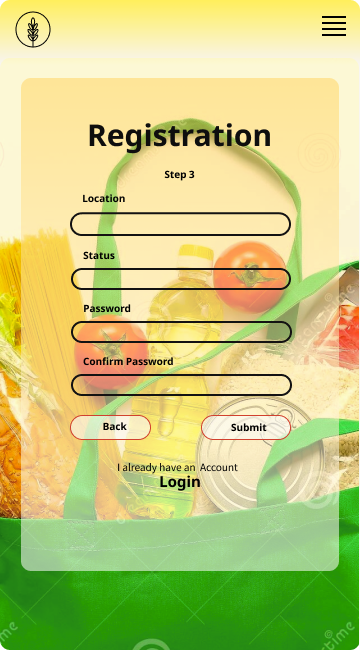 Registration
Step 3
Location
Status
Password
Confirm Password
Back Submit
I already have an Account
Login